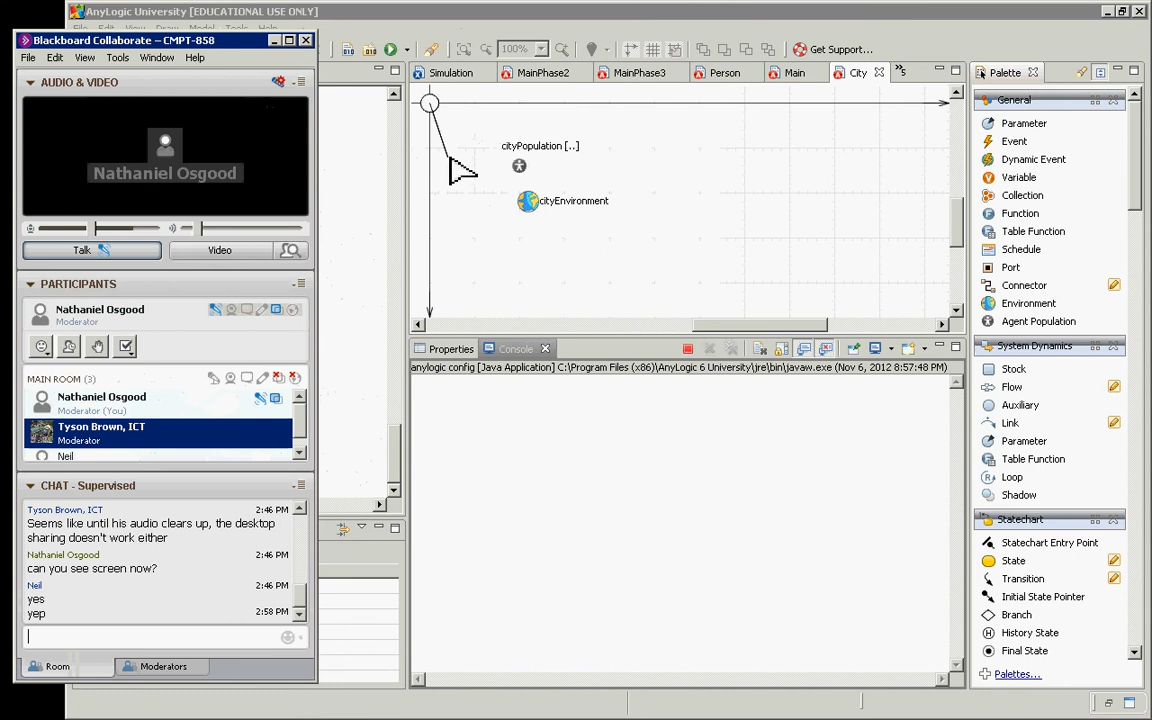 AnyLogic University [EDUCATIONAL USE ONLY]
Blackboard Collaborate – CMPT-858
File Edit View Tools Window Help
AUDIO & VIDEO
Nathaniel Osgood
Talk
Video
PARTICIPANTS
Nathaniel Osgood
Moderator
MAIN ROOM (3)
Nathaniel Osgood
Moderator (You)
Tyson Brown, ICT
Moderator
Neil
CHAT - Supervised
Tyson Brown, ICT 2:46 PM
Seems like until his audio clears up, the desktop
sharing doesn't work either
Nathaniel Osgood 2:46 PM
can you see screen now?
Neil 2:46 PM
yes
yep 2:58 PM
Room
Moderators
100%
Get Support...
Simulation
MainPhase2
MainPhase3
Person
Main
City
»5
cityPopulation [..]
cityEnvironment
Properties
Console
anylogic config [Java Application] C:\Program Files (x86)\AnyLogic 6 University\jre\bin\javaw.exe (Nov 6, 2012 8:57:48 PM)
Palette
General
Parameter
Event
Dynamic Event
Variable
Collection
Function
Table Function
Schedule
Port
Connector
Environment
Agent Population
System Dynamics
Stock
Flow
Auxiliary
Link
Parameter
Table Function
Loop
Shadow
Statechart
Statechart Entry Point
State
Transition
Initial State Pointer
Branch
History State
Final State
Palettes...